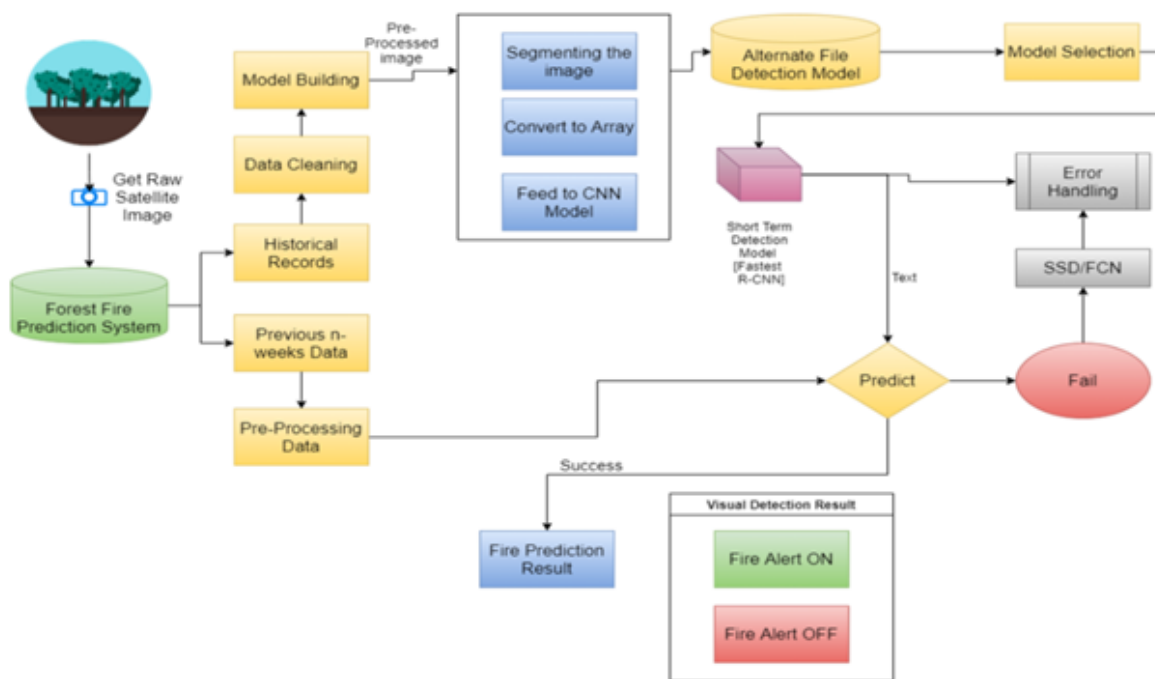 Get Raw
Satellite
Image
Forest Fire
Prediction System
Historical
Records
Data Cleaning
Model Building
Pre-
Processed
image
Previous n-
weeks Data
Pre-Processing
Data
Segmenting the
image
Convert to Array
Feed to CNN
Model
Alternate File
Detection Model
Model Selection
Short Term
Detection
Model
[Fastest
R-CNN]
Text
Error
Handling
SSD/FCN
Predict
Fail
Success
Fire Prediction
Result
Visual Detection Result
Fire Alert ON
Fire Alert OFF